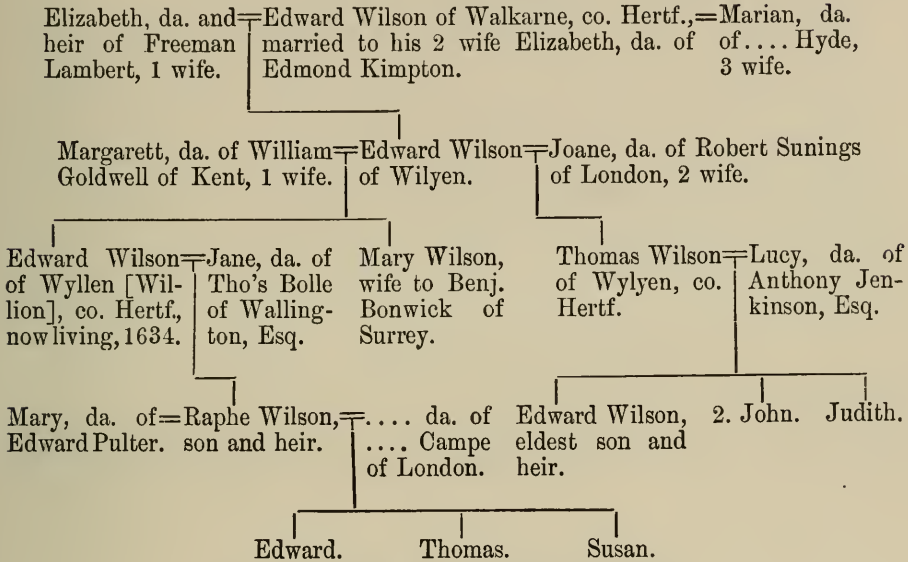 Elizabeth, da. and
heir of Freeman
Lambert, 1 wife.
Edward Wilson of Walkarne, co. Hertf.,
married to his 2 wife Elizabeth, da. of
Edmond Kimpton.
Marian, da.
of.... Hyde,
3 wife.
Margarett, da. of William
Goldwell of Kent, 1 wife.
Edward Wilson
of Wilyen.
Joane, da. of Robert Sunings
of London, 2 wife.
Edward Wilson
of Wyllen [Wil-
lion], co. Hertf.,
now living, 1634.
Jane, da. of
Tho's Bolle
of Walling-
ton, Esq.
Mary Wilson,
wife to Benj.
Bonwick of
Surrey.
Thomas Wilson
of Wylyen, co.
Hertf.
Lucy, da. of
Anthony Jen-
kinson, Esq.
Mary, da. of
Edward Pulter.
Raphe Wilson,
son and heir.
.... da. of
.... Campe
of London.
Edward Wilson,
eldest son and
heir.
2. John.
Judith.
Edward.
Thomas.
Susan.